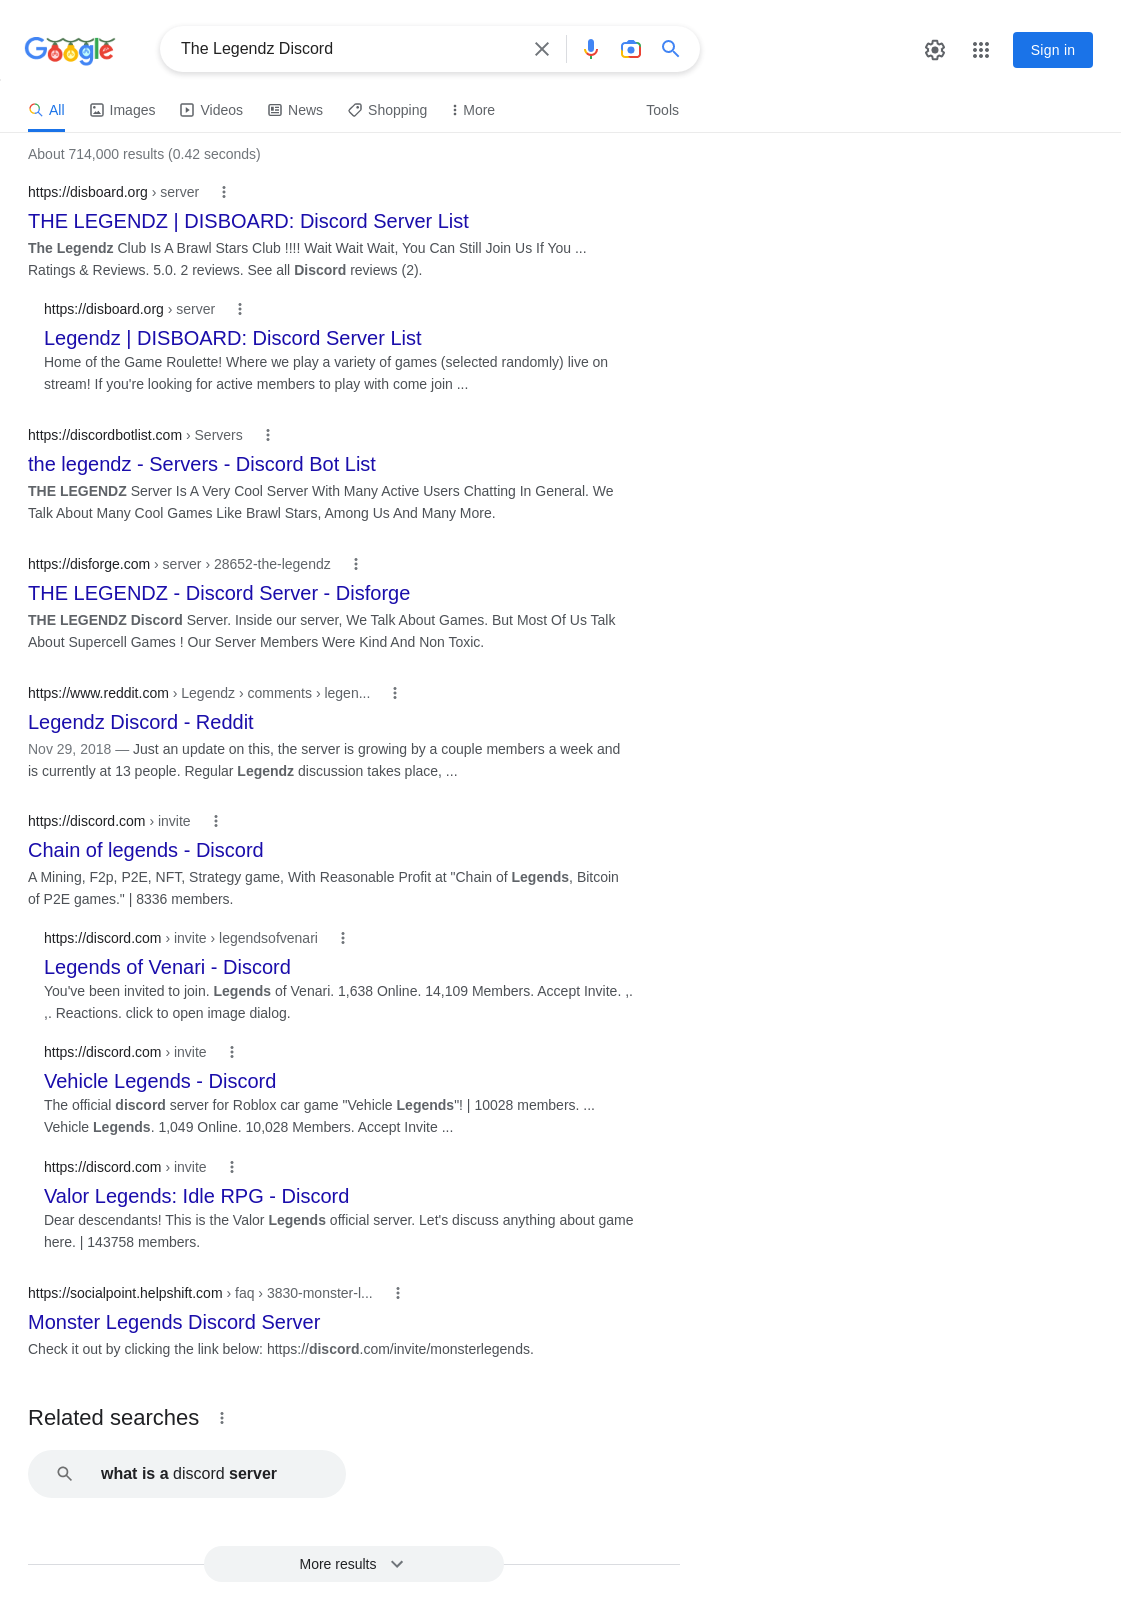 Google
The Legendz Discord
Sign in
All
Images
Videos
News
Shopping
More
Tools
About 714,000 results (0.42 seconds)
https://disboard.org › server
THE LEGENDZ | DISBOARD: Discord Server List
The Legendz Club Is A Brawl Stars Club !!!! Wait Wait Wait, You Can Still Join Us If You ...
Ratings & Reviews. 5.0. 2 reviews. See all Discord reviews (2).
https://disboard.org › server
Legendz | DISBOARD: Discord Server List
Home of the Game Roulette! Where we play a variety of games (selected randomly) live on
stream! If you're looking for active members to play with come join ...
https://discordbotlist.com › Servers
the legendz - Servers - Discord Bot List
THE LEGENDZ Server Is A Very Cool Server With Many Active Users Chatting In General. We
Talk About Many Cool Games Like Brawl Stars, Among Us And Many More.
https://disforge.com › server › 28652-the-legendz
THE LEGENDZ - Discord Server - Disforge
THE LEGENDZ Discord Server. Inside our server, We Talk About Games. But Most Of Us Talk
About Supercell Games ! Our Server Members Were Kind And Non Toxic.
https://www.reddit.com › Legendz › comments › legen...
Legendz Discord - Reddit
Nov 29, 2018 — Just an update on this, the server is growing by a couple members a week and
is currently at 13 people. Regular Legendz discussion takes place, ...
https://discord.com › invite
Chain of legends - Discord
A Mining, F2p, P2E, NFT, Strategy game, With Reasonable Profit at "Chain of Legends, Bitcoin
of P2E games." | 8336 members.
https://discord.com › invite › legendsofvenari
Legends of Venari - Discord
You've been invited to join. Legends of Venari. 1,638 Online. 14,109 Members. Accept Invite. ,.
,. Reactions. click to open image dialog.
https://discord.com › invite
Vehicle Legends - Discord
The official discord server for Roblox car game "Vehicle Legends"! | 10028 members. ...
Vehicle Legends. 1,049 Online. 10,028 Members. Accept Invite ...
https://discord.com › invite
Valor Legends: Idle RPG - Discord
Dear descendants! This is the Valor Legends official server. Let's discuss anything about game
here. | 143758 members.
https://socialpoint.helpshift.com › faq › 3830-monster-l...
Monster Legends Discord Server
Check it out by clicking the link below: https://discord.com/invite/monsterlegends.
Related searches
what is a discord server
More results